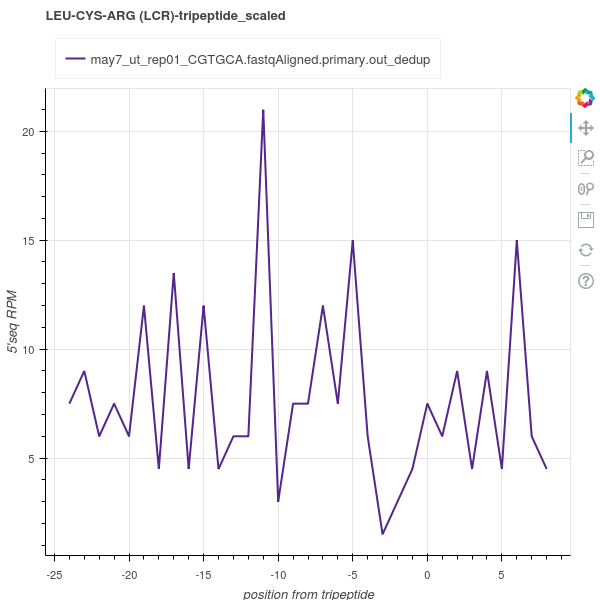 LEU-CYS-ARG (LCR)-tripeptide_scaled
may7_ut_rep01_CGTGCA.fastqAligned.primary.out_dedup
20
15
10
5
5'seq RPM
-25 -20 -15 -10 -5 0 5
position from tripeptide